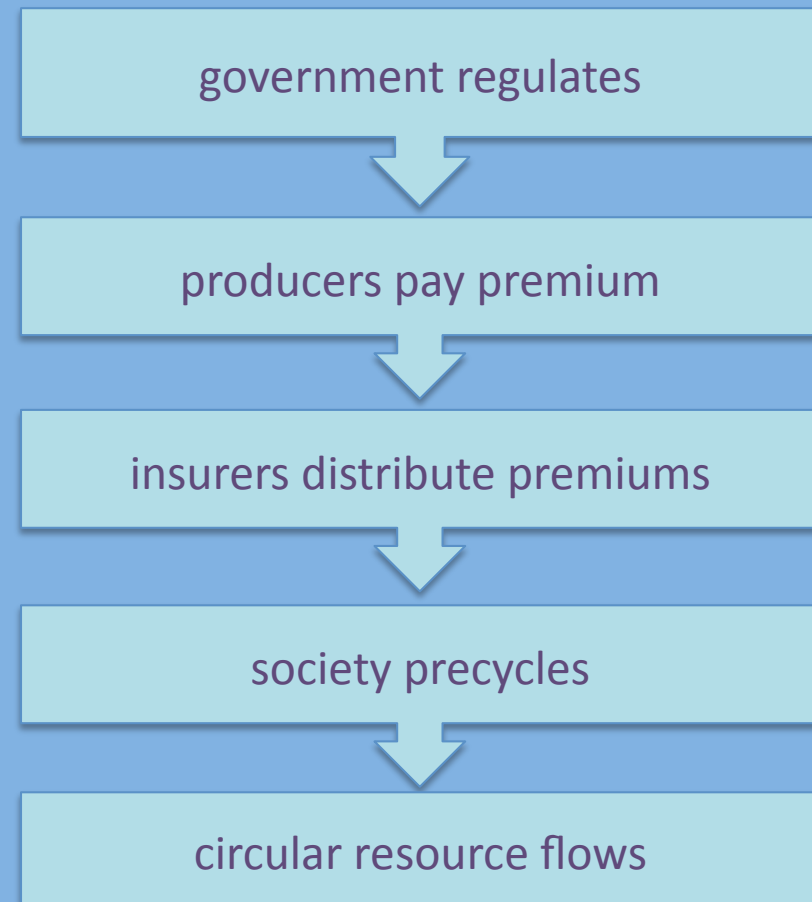 government regulates
producers pay premium
insurers distribute premiums
society precycles
circular resource flows